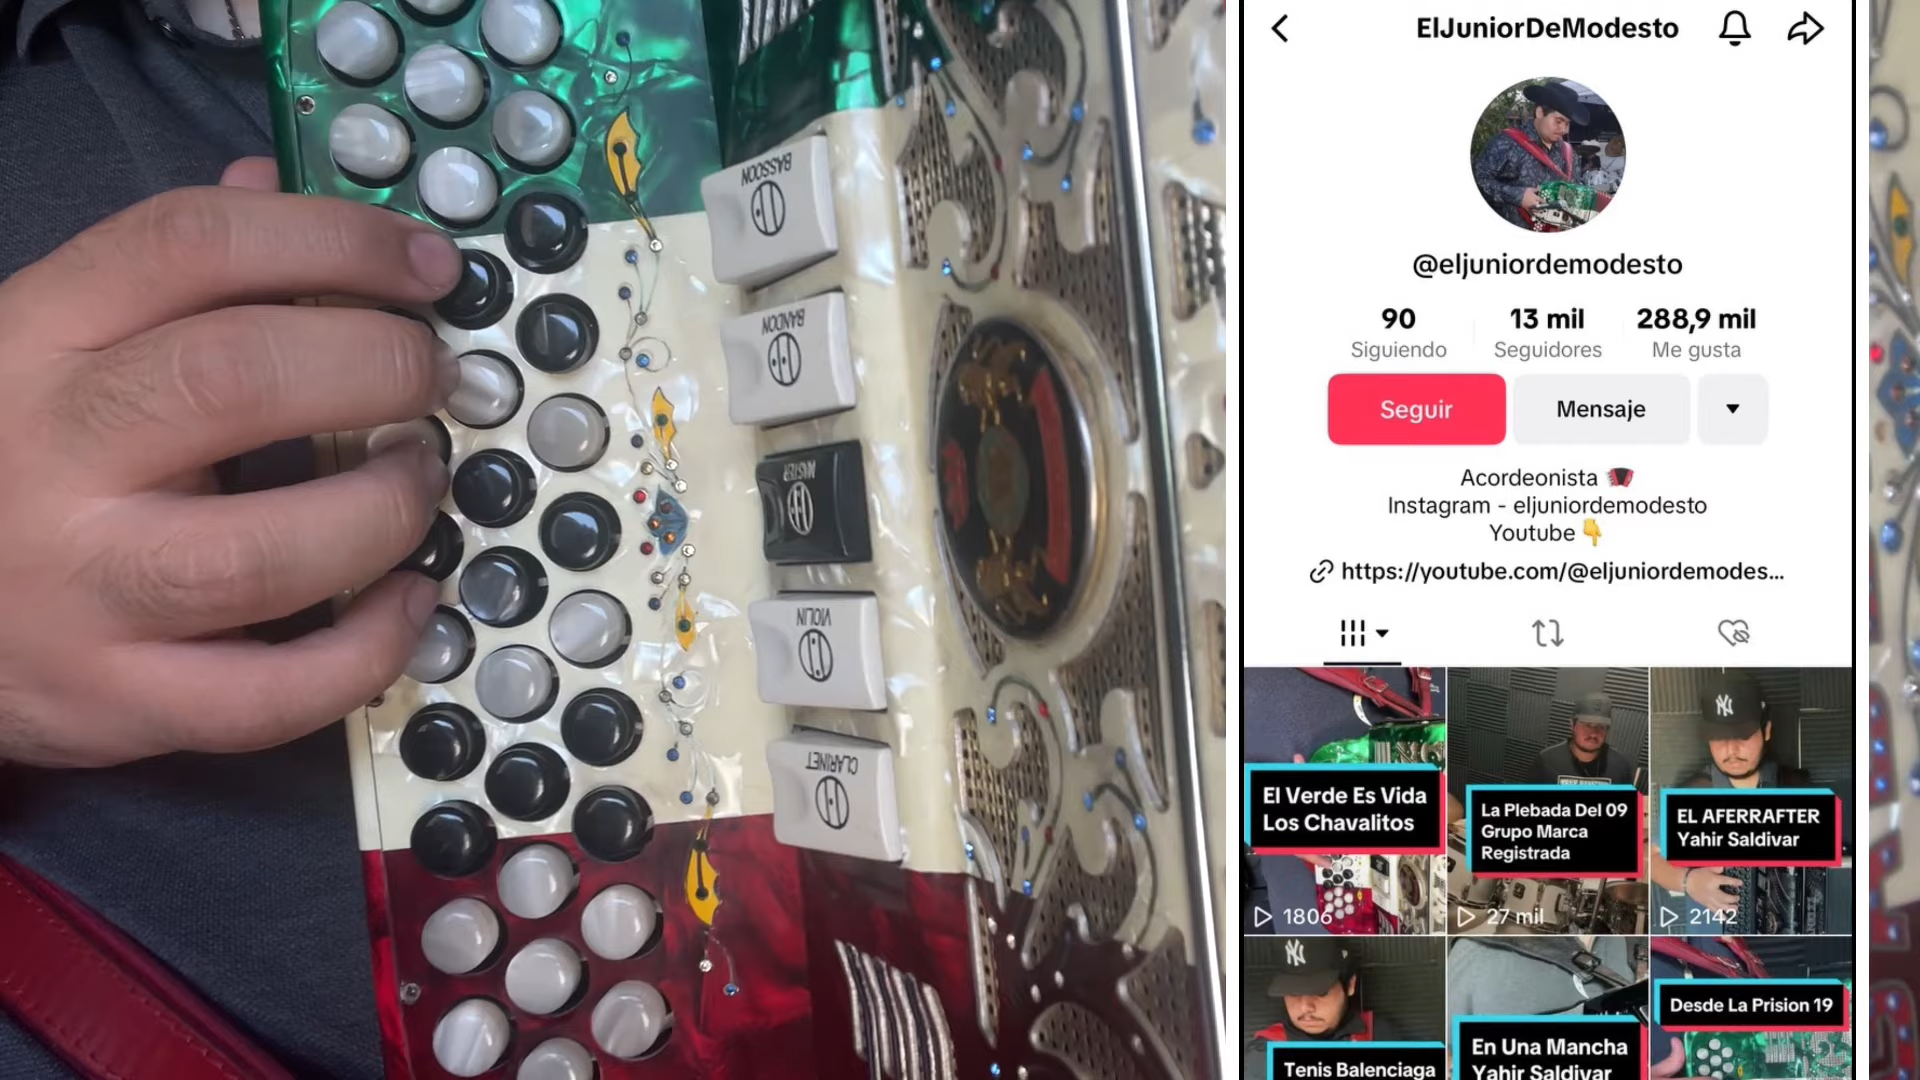 BASSOON
BANDON
MASTER
VIOLIN
CLARINET
ElJuniorDeModesto
@eljuniordemodesto
90
Siguiendo
13 mil
Seguidores
288,9 mil
Me gusta
Seguir
Mensaje
Acordeonista
Instagram - eljuniordemodesto
Youtube
https://youtube.com/@eljuniordemodes...
El Verde Es Vida
Los Chavalitos
1806
La Plebada Del 09
Grupo Marca
Registrada
27 mil
NY
EL AFERRAFTER
Yahir Saldivar
2142
NY
Tenis Balenciaga
En Una Mancha
Yahir Saldivar
Desde La Prision 19